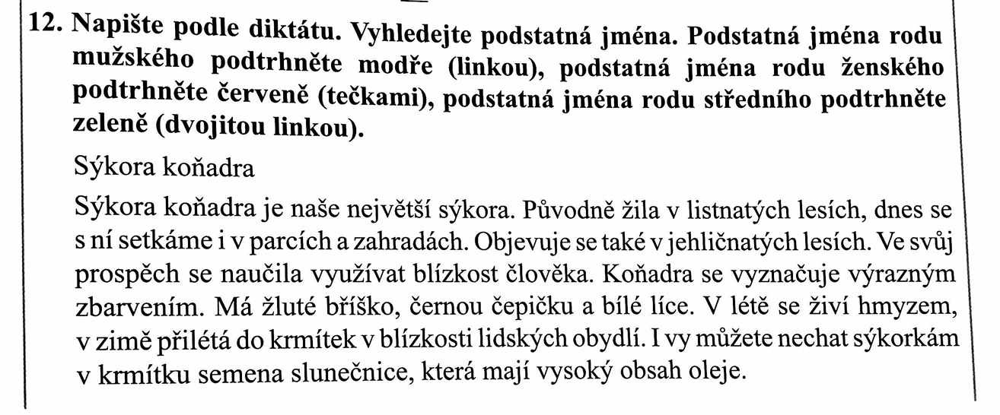 12. Napište podle diktátu. Vyhledejte podstatná jména. Podstatná jména rodu
mužského podtrhněte modře (linkou), podstatná jména rodu ženského
podtrhněte červeně (tečkami), podstatná jména rodu středního podtrhněte
zeleně (dvojitou linkou).
Sýkora koňadra
Sýkora koňadra je naše největší sýkora. Původně žila v listnatých lesích, dnes se
s ní setkáme i v parcích a zahradách. Objevuje se také v jehličnatých lesích. Ve svůj
prospěch se naučila využívat blízkost člověka. Koňadra se vyznačuje výrazným
zbarvením. Má žluté bříško, černou čepičku a bílé líce. V létě se živí hmyzem,
v zimě přilétá do krmítek v blízkosti lidských obydlí. I vy můžete nechat sýkorkám
v krmítku semena slunečnice, která mají vysoký obsah oleje.